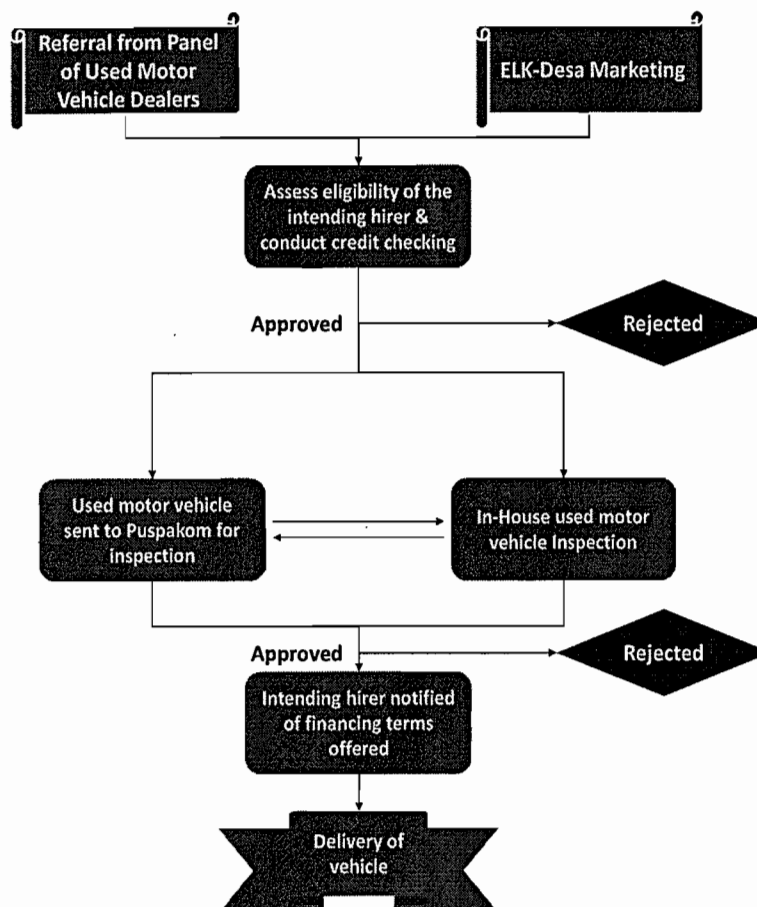 Referral from Panel
of Used Motor
Vehicle Dealers
ELK-Desa Marketing
Assess eligibility of the
intending hirer &
conduct credit checking
Approved
Rejected
Used motor vehicle
sent to Puspakom for
inspection
In-House used motor
vehicle Inspection
Approved
Rejected
Intending hirer notified
of financing terms
offered
Delivery of
vehicle